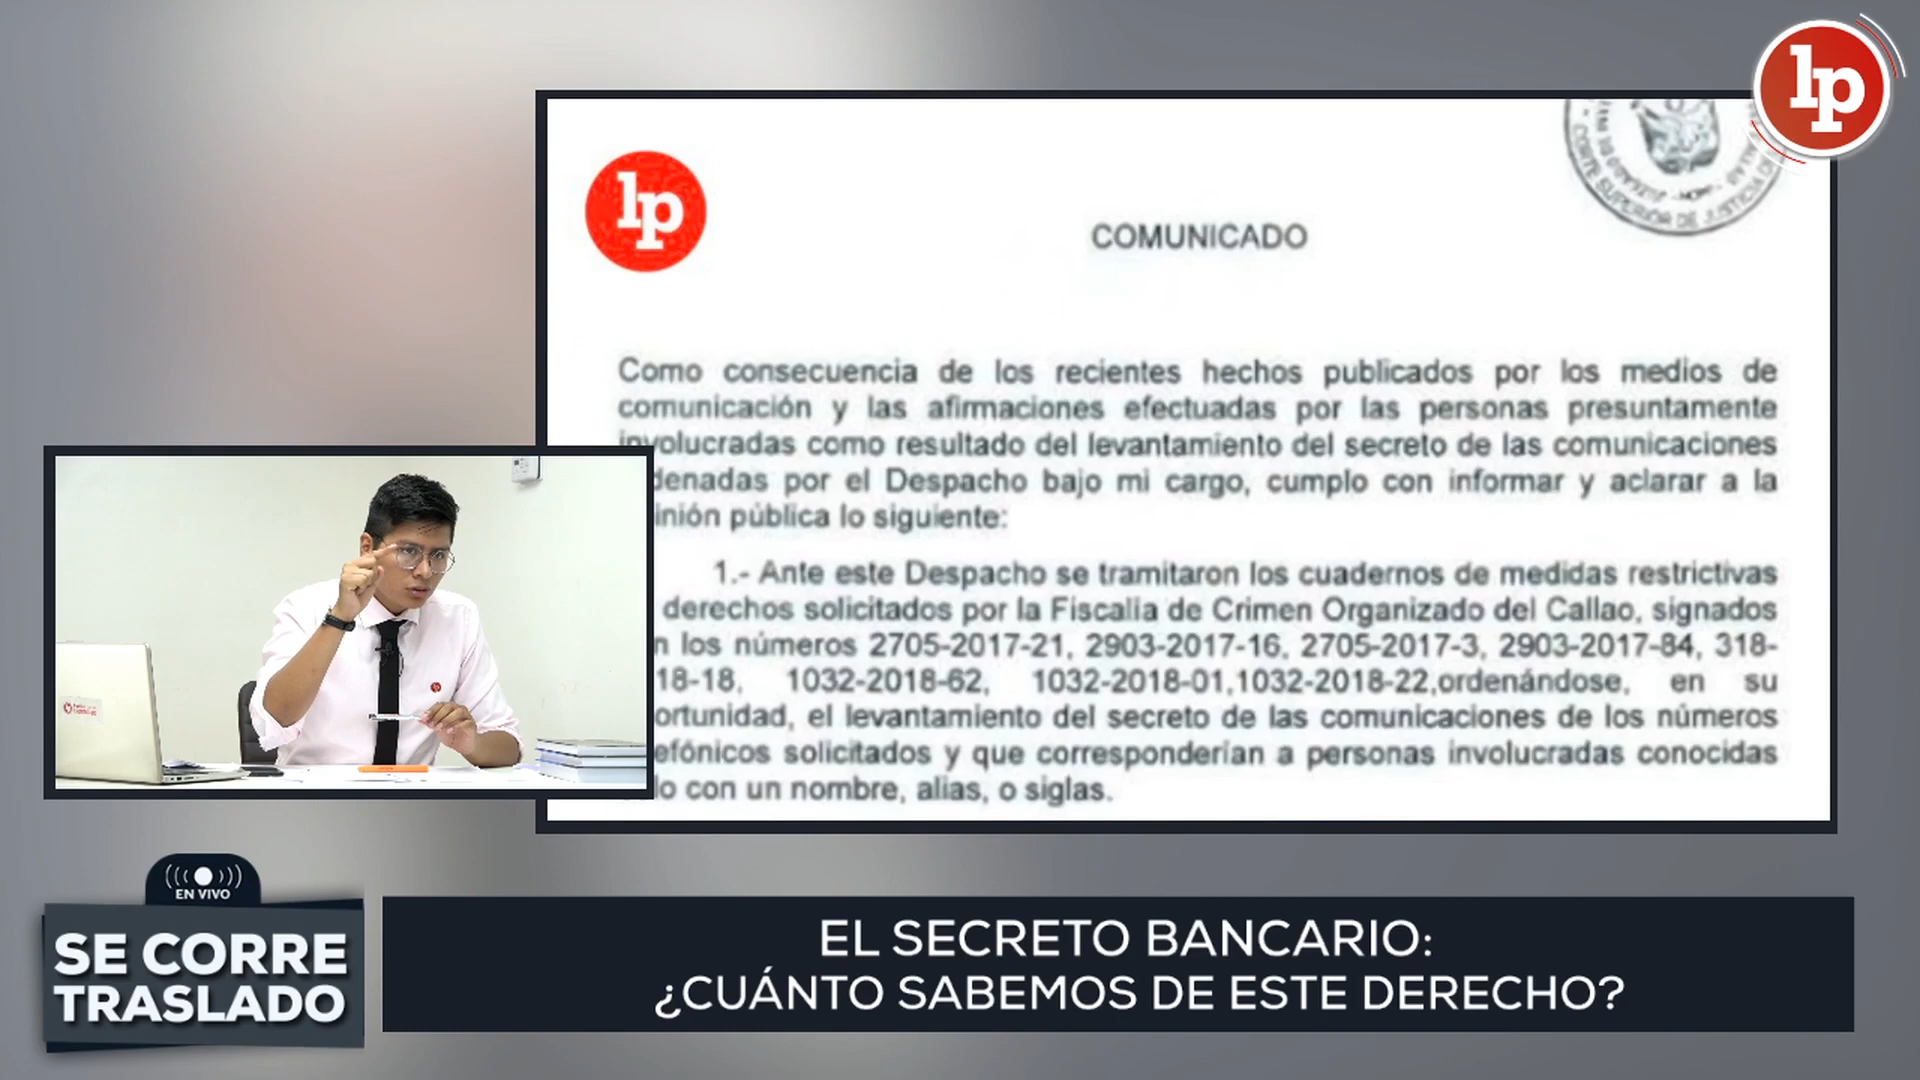 lp
lp
CORTE SUPERIOR DE JUSTICIA DE
COMUNICADO
Como consecuencia de los recientes hechos publicados por los medios de
comunicación y las afirmaciones efectuadas por las personas presuntamente
involucradas como resultado del levantamiento del secreto de las comunicaciones
denadas por el Despacho bajo mi cargo, cumplo con informar y aclarar a la
inión pública lo siguiente:
1.- Ante este Despacho se tramitaron los cuadernos de medidas restrictivas
derechos solicitados por la Fiscalia de Crimen Organizado del Callao, signados
n los números 2705-2017-21, 2903-2017-16, 2705-2017-3, 2903-2017-84, 318-
18-18, 1032-2018-62, 1032-2018-01,1032-2018-22,ordenándose, en su
ortunidad, el levantamiento del secreto de las comunicaciones de los números
efónicos solicitados y que corresponderían a personas involucradas conocidas
lo con un nombre, alias, o siglas.
EN VIVO
SE CORRE
TRASLADO
EL SECRETO BANCARIO:
¿CUÁNTO SABEMOS DE ESTE DERECHO?